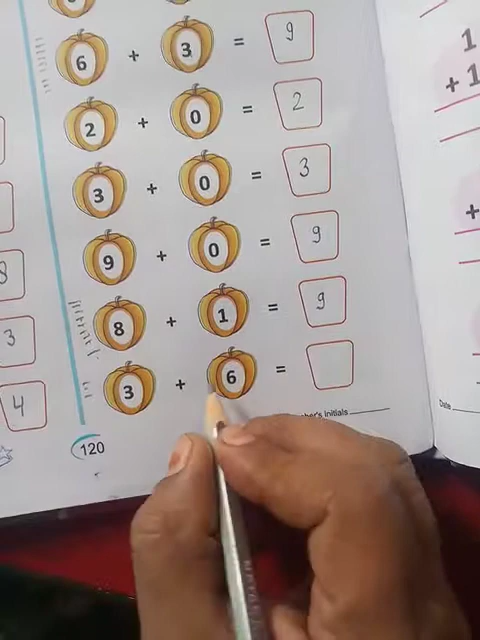 6 + 3 = 9
2 + 0 = 2
3 + 0 = 3
9 + 0 = 9
8 + 1 = 9
3 + 6 =
8
3
4
1
+ 1
+
initials
Date
120